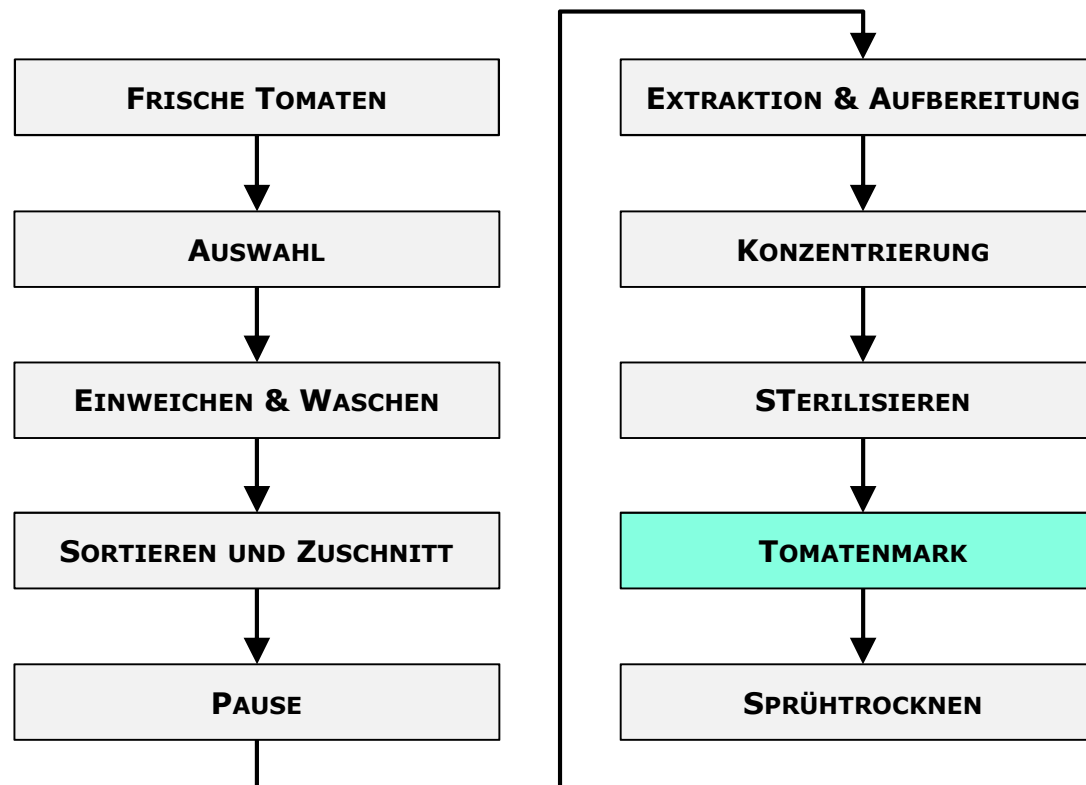 Frische Tomaten
Auswahl
Einweichen & Waschen
Sortieren und Zuschnitt
Pause
Extraktion & Aufbereitung
Konzentrierung
STerilisieren
Tomatenmark
Sprühtrocknen